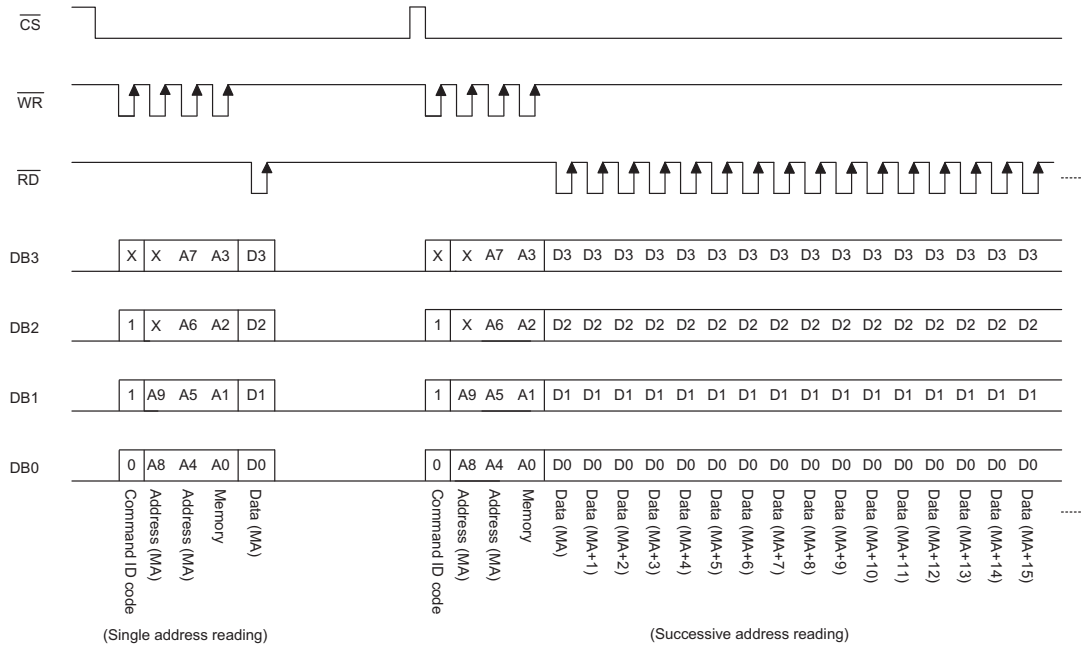 CS
WR
RD
DB3 X X A7 A3 D3 X X A7 A3 D3 D3 D3 D3 D3 D3 D3 D3 D3 D3 D3 D3 D3 D3 D3 D3
DB2 1 X A6 A2 D2 1 X A6 A2 D2 D2 D2 D2 D2 D2 D2 D2 D2 D2 D2 D2 D2 D2 D2 D2
DB1 1 A9 A5 A1 D1 1 A9 A5 A1 D1 D1 D1 D1 D1 D1 D1 D1 D1 D1 D1 D1 D1 D1 D1 D1
DB0 0 A8 A4 A0 D0 0 A8 A4 A0 D0 D0 D0 D0 D0 D0 D0 D0 D0 D0 D0 D0 D0 D0 D0 D0
Command ID code
Address (MA)
Address (MA)
Memory
Data (MA)
Command ID code
Address (MA)
Address (MA)
Memory
Data (MA)
Data (MA+1)
Data (MA+2)
Data (MA+3)
Data (MA+4)
Data (MA+5)
Data (MA+6)
Data (MA+7)
Data (MA+8)
Data (MA+9)
Data (MA+10)
Data (MA+11)
Data (MA+12)
Data (MA+13)
Data (MA+14)
Data (MA+15)
(Single address reading)
(Successive address reading)